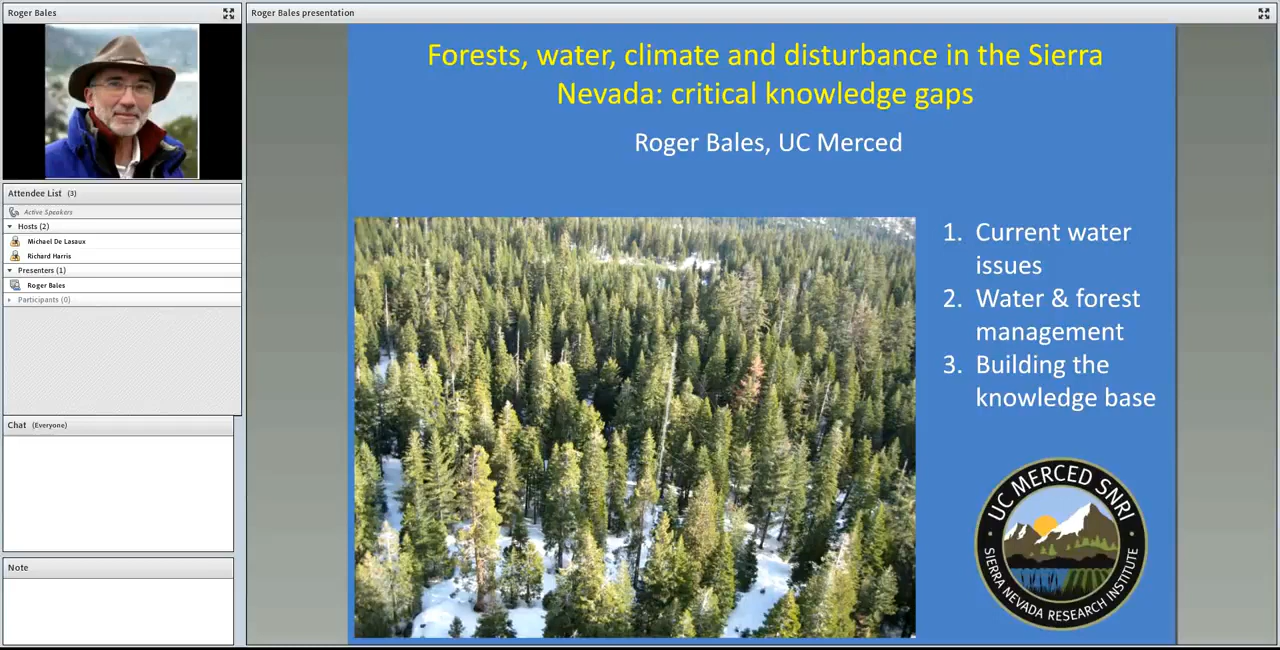 Roger Bales
Attendee List (3)
Active Speakers
Hosts (2)
Michael De Lasaux
Richard Harris
Presenters (1)
Roger Bales
Participants (0)
Chat (Everyone)
Note
Roger Bales presentation
Forests, water, climate and disturbance in the Sierra
Nevada: critical knowledge gaps
Roger Bales, UC Merced
1. Current water
issues
2. Water & forest
management
3. Building the
knowledge base
UC MERCED SNRI
SIERRA NEVADA RESEARCH INSTITUTE